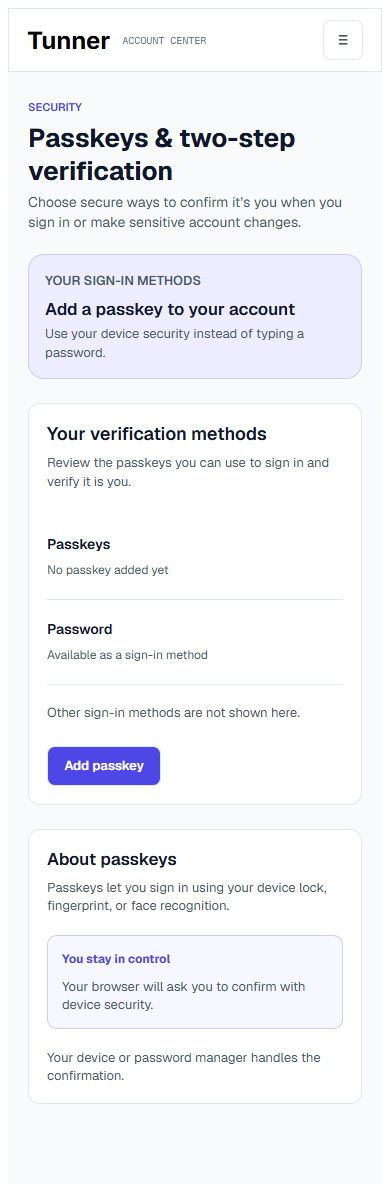 Tunner ACCOUNT CENTER
☰
SECURITY
Passkeys & two-step
verification
Choose secure ways to confirm it's you when you
sign in or make sensitive account changes.
YOUR SIGN-IN METHODS
Add a passkey to your account
Use your device security instead of typing a
password.
Your verification methods
Review the passkeys you can use to sign in and
verify it is you.
Passkeys
No passkey added yet
Password
Available as a sign-in method
Other sign-in methods are not shown here.
Add passkey
About passkeys
Passkeys let you sign in using your device lock,
fingerprint, or face recognition.
You stay in control
Your browser will ask you to confirm with
device security.
Your device or password manager handles the
confirmation.